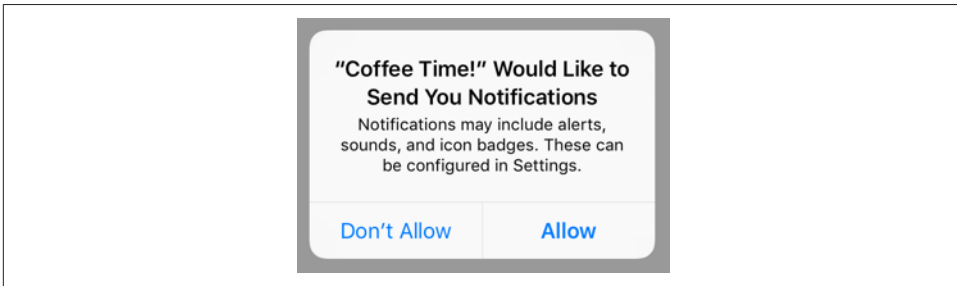 "Coffee Time!" Would Like to
Send You Notifications
Notifications may include alerts,
sounds, and icon badges. These can
be configured in Settings.
Don't Allow
Allow